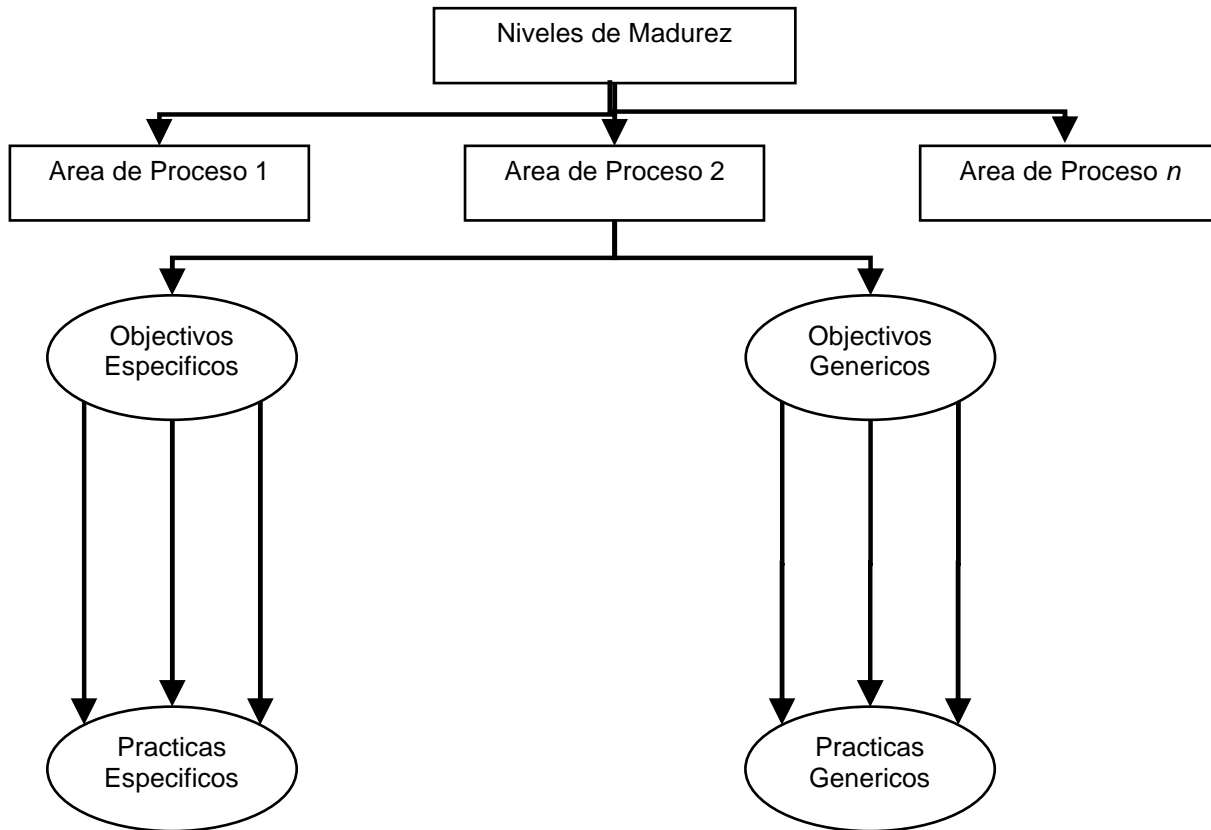 Niveles de Madurez
Area de Proceso 1
Area de Proceso 2
Area de Proceso n
Objectivos
Especificos
Objectivos
Genericos
Practicas
Especificos
Practicas
Genericos